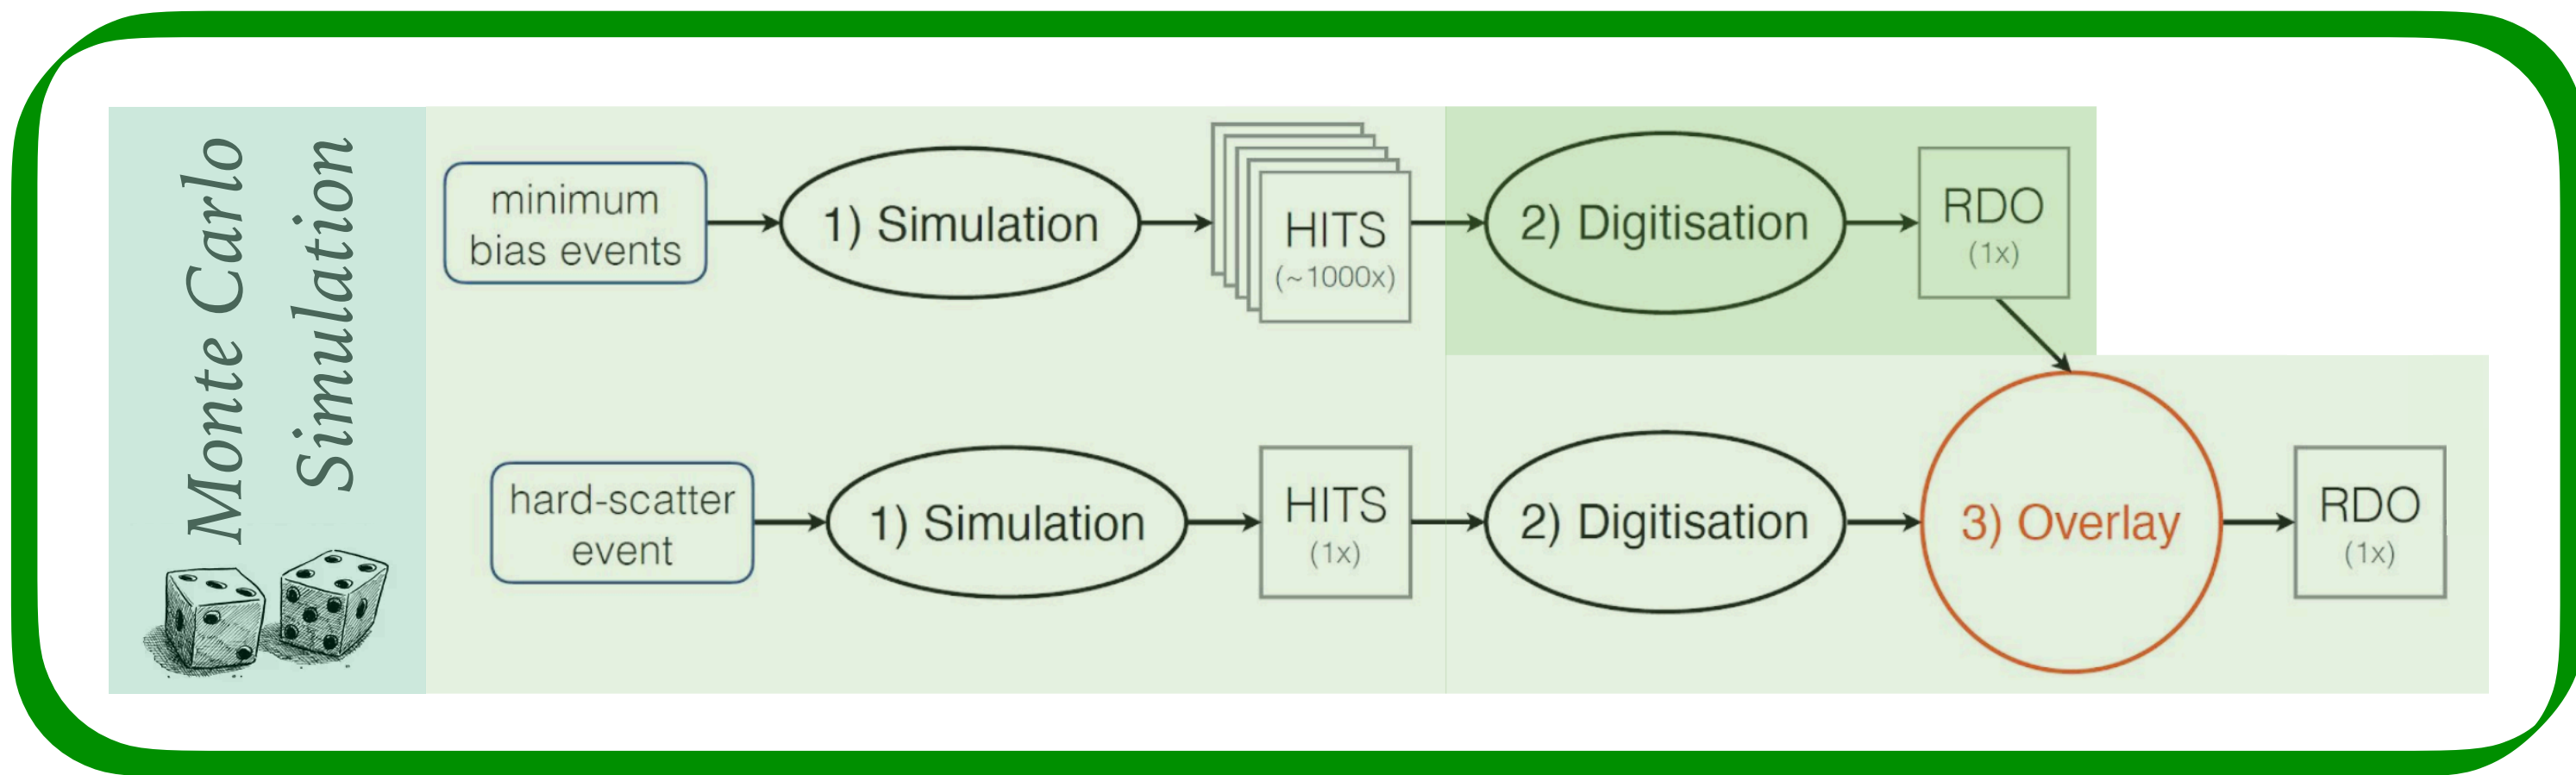 Monte Carlo
Simulation
minimum
bias events
1) Simulation
HITS
(~1000x)
2) Digitisation
RDO
(1x)
hard-scatter
event
1) Simulation
HITS
(1x)
2) Digitisation
3) Overlay
RDO
(1x)